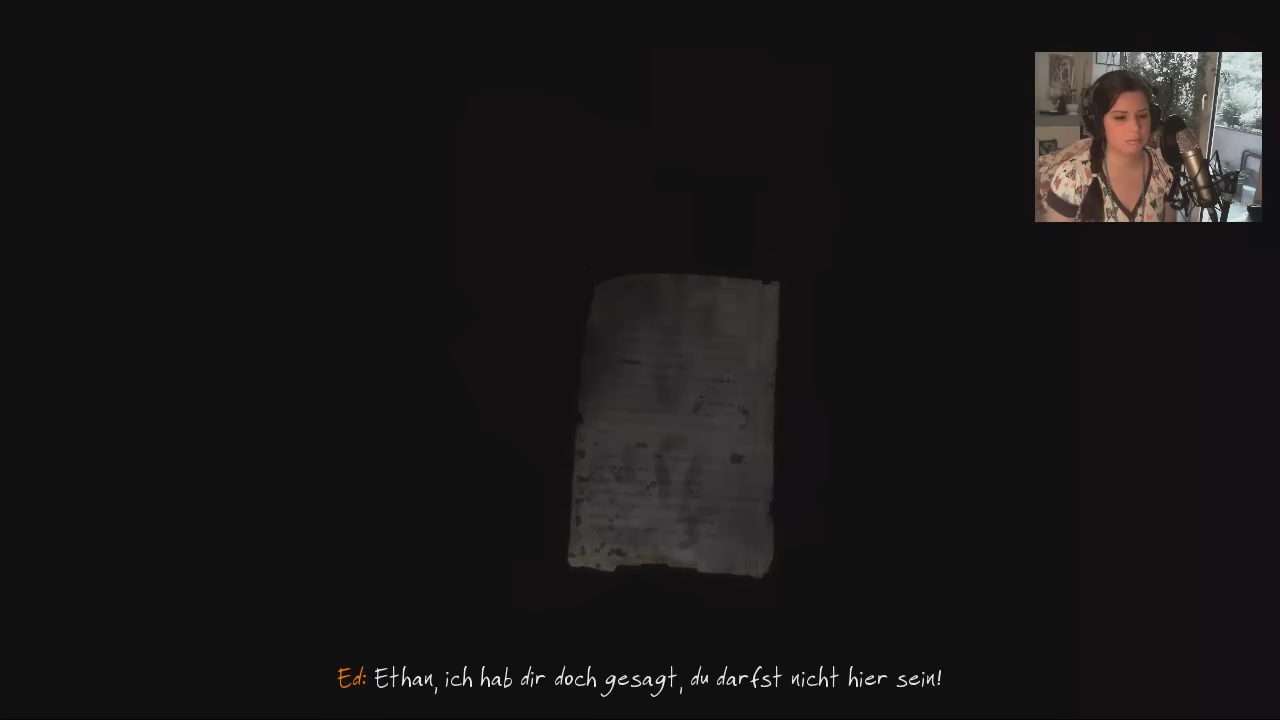 Ed: Ethan, ich hab dir doch gesagt, du darfst nicht hier sein!